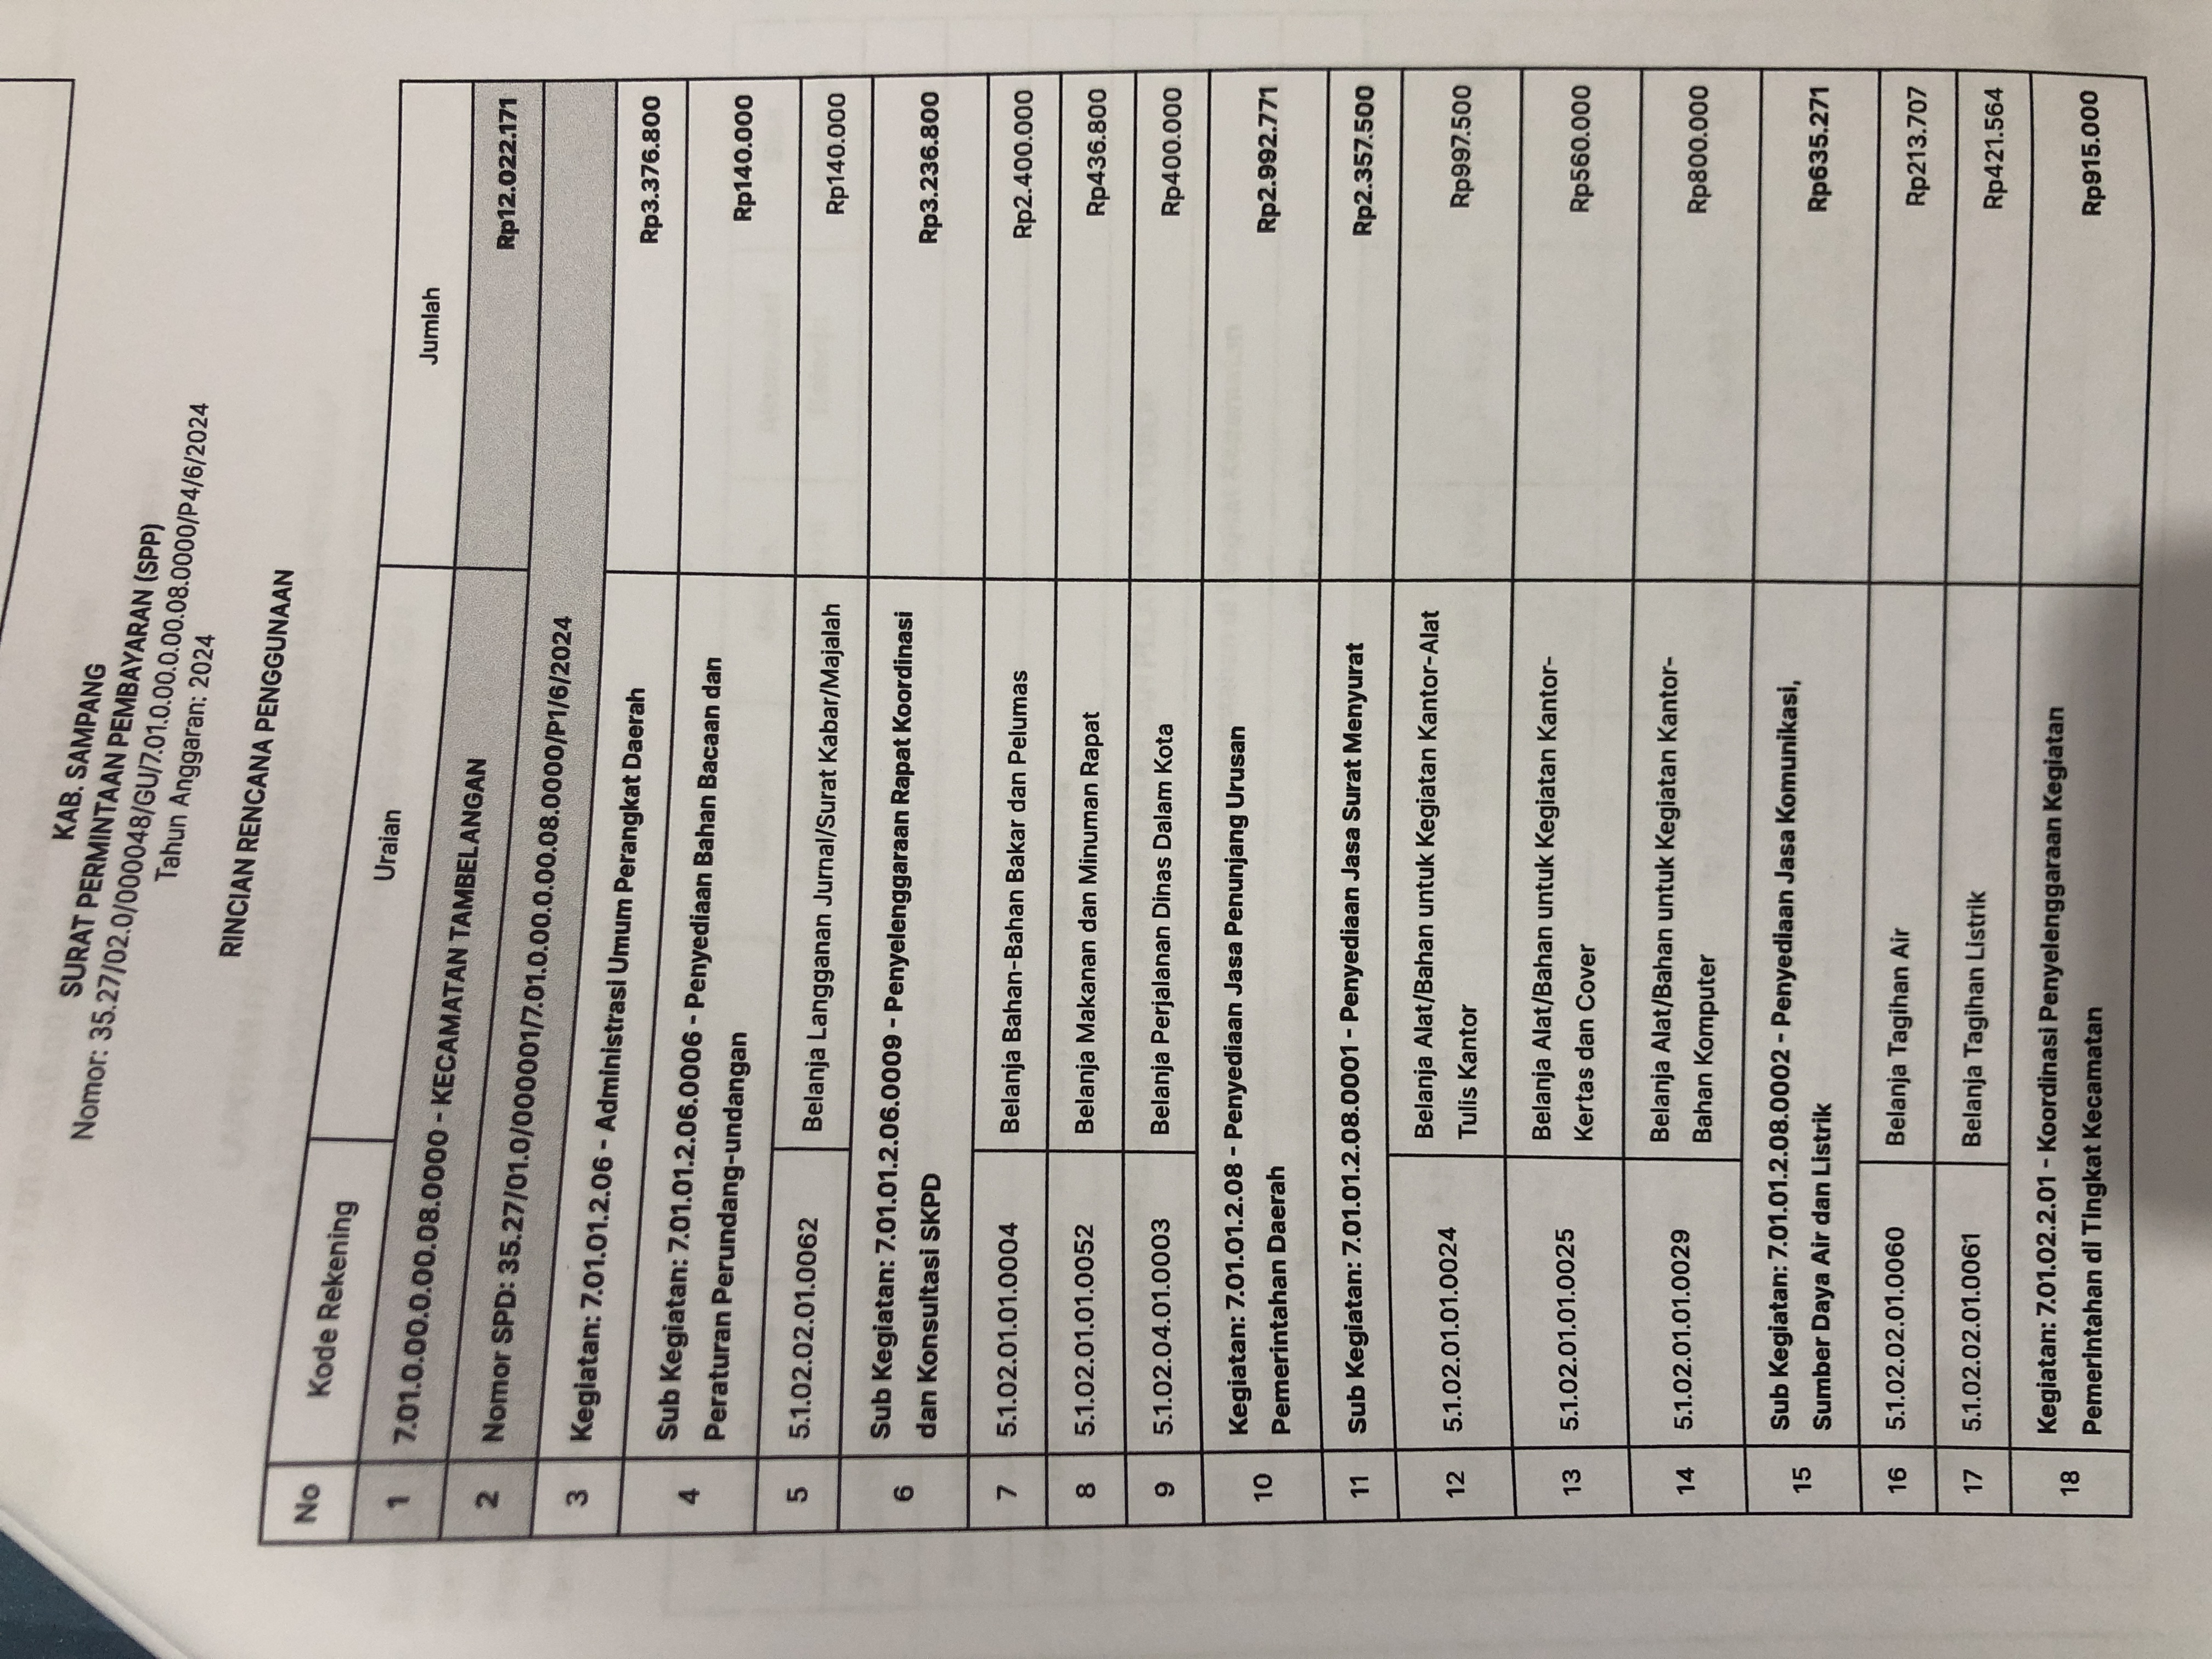 KAB. SAMPANG
SURAT PERMINTAAN PEMBAYARAN (SPP)
Nomor: 35.27/02.0/000048/GU/7.01.0.00.0.00.08.0000/P4/6/2024
Tahun Anggaran: 2024
RINCIAN RENCANA PENGGUNAAN
No Kode Rekening Uraian Jumlah
1 7.01.0.00.0.00.08.0000 - KECAMATAN TAMBELANGAN Rp12.022.171
2 Nomor SPD: 35.27/01.0/000001/7.01.0.00.0.00.08.0000/P1/6/2024
3 Kegiatan: 7.01.01.2.06 - Administrasi Umum Perangkat Daerah Rp3.376.800
4 Sub Kegiatan: 7.01.01.2.06.0006 - Penyediaan Bahan Bacaan dan
Peraturan Perundang-undangan Rp140.000
5 5.1.02.02.01.0062 Belanja Langganan Jurnal/Surat Kabar/Majalah Rp140.000
6 Sub Kegiatan: 7.01.01.2.06.0009 - Penyelenggaraan Rapat Koordinasi
dan Konsultasi SKPD Rp3.236.800
7 5.1.02.01.01.0004 Belanja Bahan-Bahan Bakar dan Pelumas Rp2.400.000
8 5.1.02.01.01.0052 Belanja Makanan dan Minuman Rapat Rp436.800
9 5.1.02.04.01.0003 Belanja Perjalanan Dinas Dalam Kota Rp400.000
10 Kegiatan: 7.01.01.2.08 - Penyediaan Jasa Penunjang Urusan
Pemerintahan Daerah Rp2.992.771
11 Sub Kegiatan: 7.01.01.2.08.0001 - Penyediaan Jasa Surat Menyurat Rp2.357.500
12 5.1.02.01.01.0024 Belanja Alat/Bahan untuk Kegiatan Kantor-Alat
Tulis Kantor Rp997.500
13 5.1.02.01.01.0025 Belanja Alat/Bahan untuk Kegiatan Kantor-
Kertas dan Cover Rp560.000
14 5.1.02.01.01.0029 Belanja Alat/Bahan untuk Kegiatan Kantor-
Bahan Komputer Rp800.000
15 Sub Kegiatan: 7.01.01.2.08.0002 - Penyediaan Jasa Komunikasi,
Sumber Daya Air dan Listrik Rp635.271
16 5.1.02.02.01.0060 Belanja Tagihan Air Rp213.707
17 5.1.02.02.01.0061 Belanja Tagihan Listrik Rp421.564
18 Kegiatan: 7.01.02.2.01 - Koordinasi Penyelenggaraan Kegiatan
Pemerintahan di Tingkat Kecamatan Rp915.000